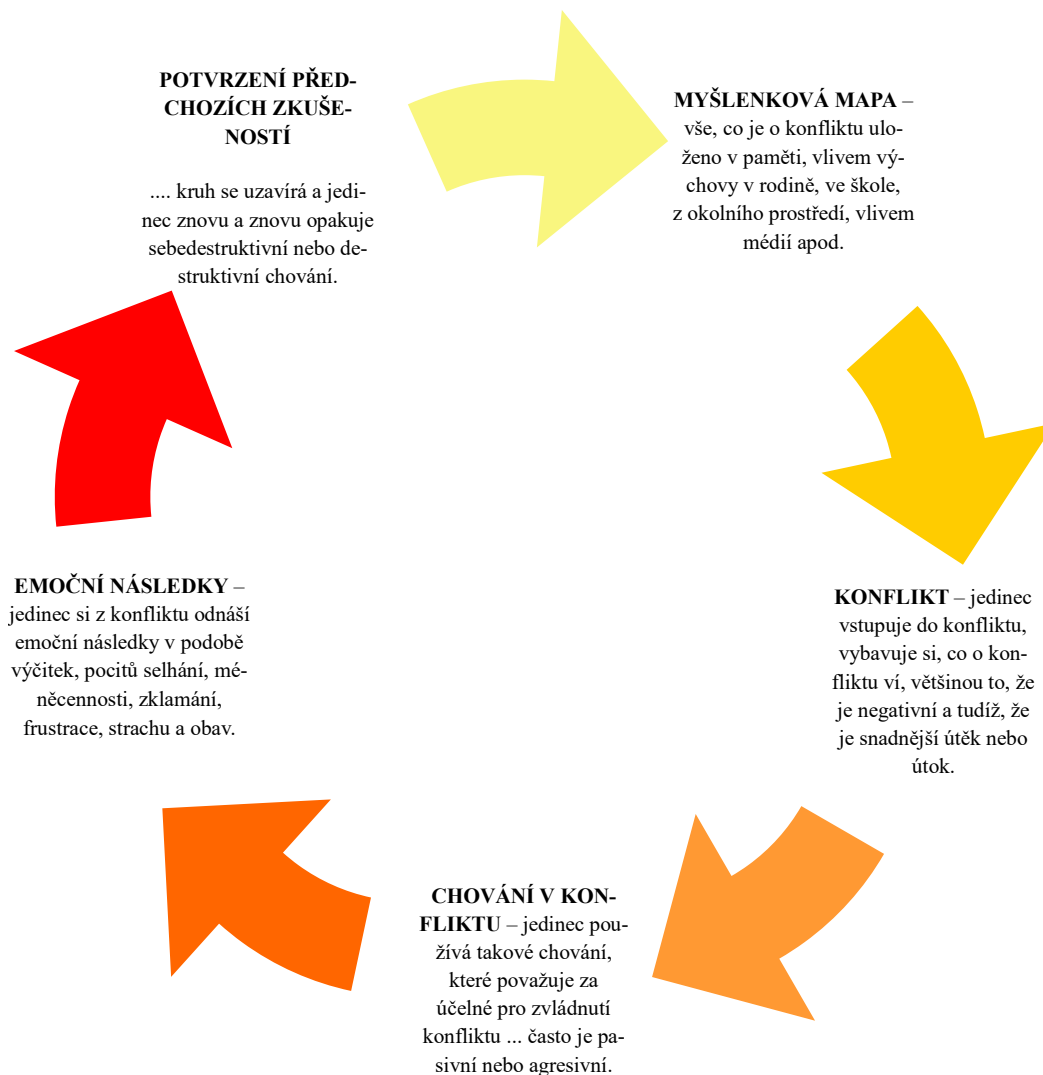 POTVRZENÍ PŘED-
CHOZÍCH ZKUŠE-
NOSTÍ
.... kruh se uzavírá a jedi-
nec znovu a znovu opakuje
sebedestruktivní nebo de-
struktivní chování.
MYŠLENKOVÁ MAPA –
vše, co je o konfliktu ulo-
ženo v paměti, vlivem vý-
chovy v rodině, ve škole,
z okolního prostředí, vlivem
médií apod.
KONFLIKT – jedinec
vstupuje do konfliktu,
vybavuje si, co o kon-
fliktu ví, většinou to, že
je negativní a tudíž, že
je snadnější útěk nebo
útok.
CHOVÁNÍ V KON-
FLIKTU – jedinec pou-
žívá takové chování,
které považuje za
účelné pro zvládnutí
konfliktu ... často je pa-
sivní nebo agresivní.
EMOČNÍ NÁSLEDKY –
jedinec si z konfliktu odnáší
emoční následky v podobě
výčitek, pocitů selhání, mé-
něcennosti, zklamání,
frustrace, strachu a obav.